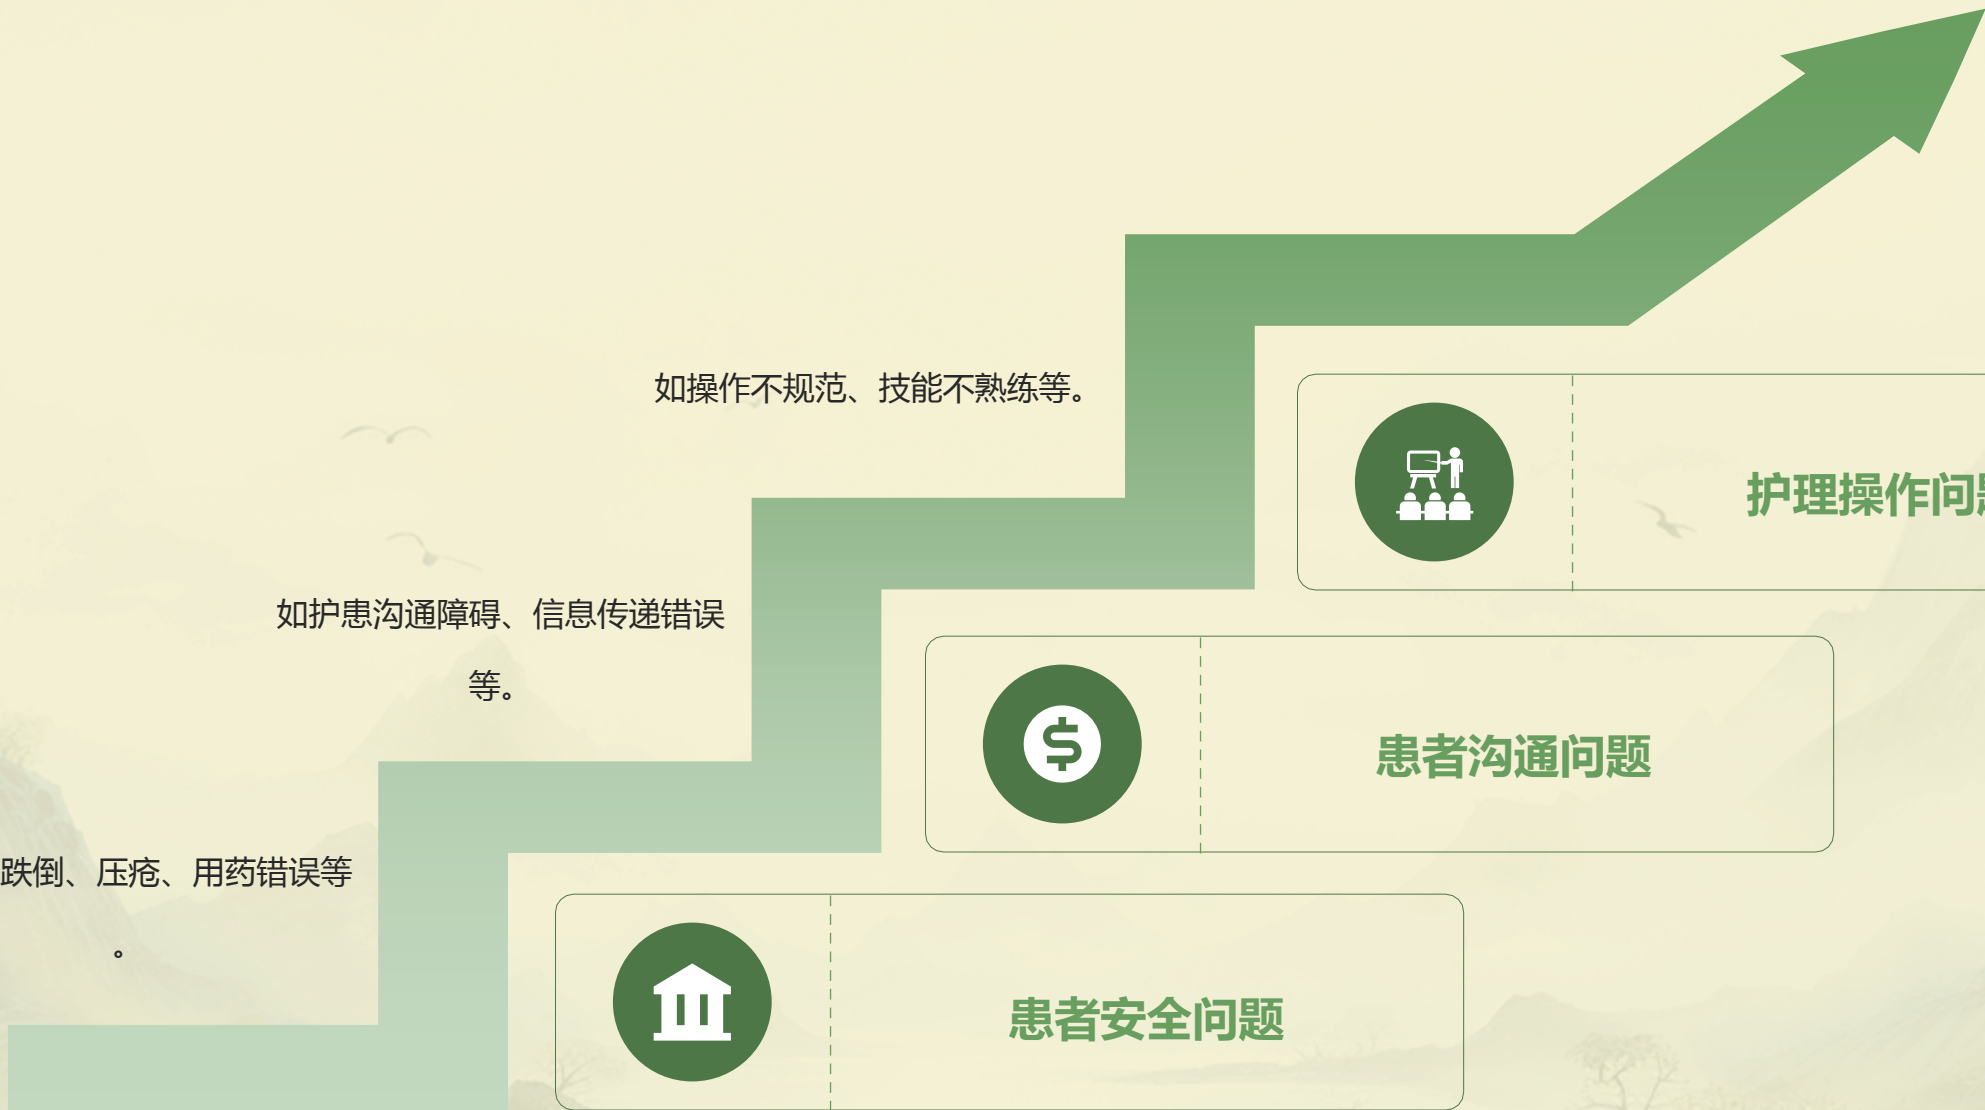 如操作不规范、技能不熟练等。
护理操作问
如护患沟通障碍、信息传递错误
等。
患者沟通问题
跌倒、压疮、用药错误等
。
患者安全问题